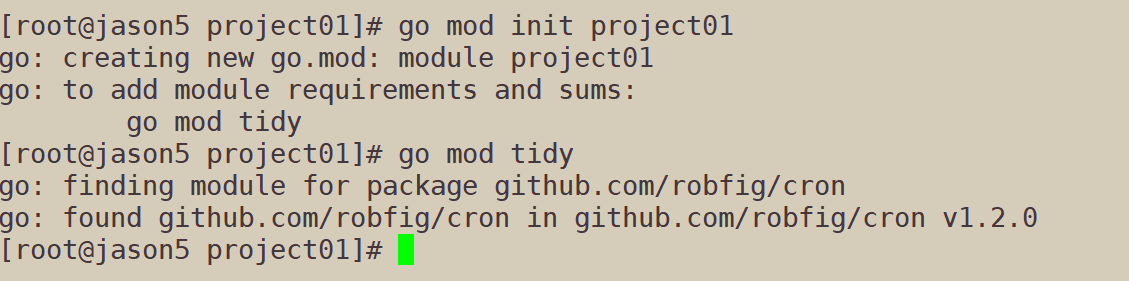 [root@jason5 project01]# go mod init project01
go: creating new go.mod: module project01
go: to add module requirements and sums:
        go mod tidy
[root@jason5 project01]# go mod tidy
go: finding module for package github.com/robfig/cron
go: found github.com/robfig/cron in github.com/robfig/cron v1.2.0
[root@jason5 project01]#